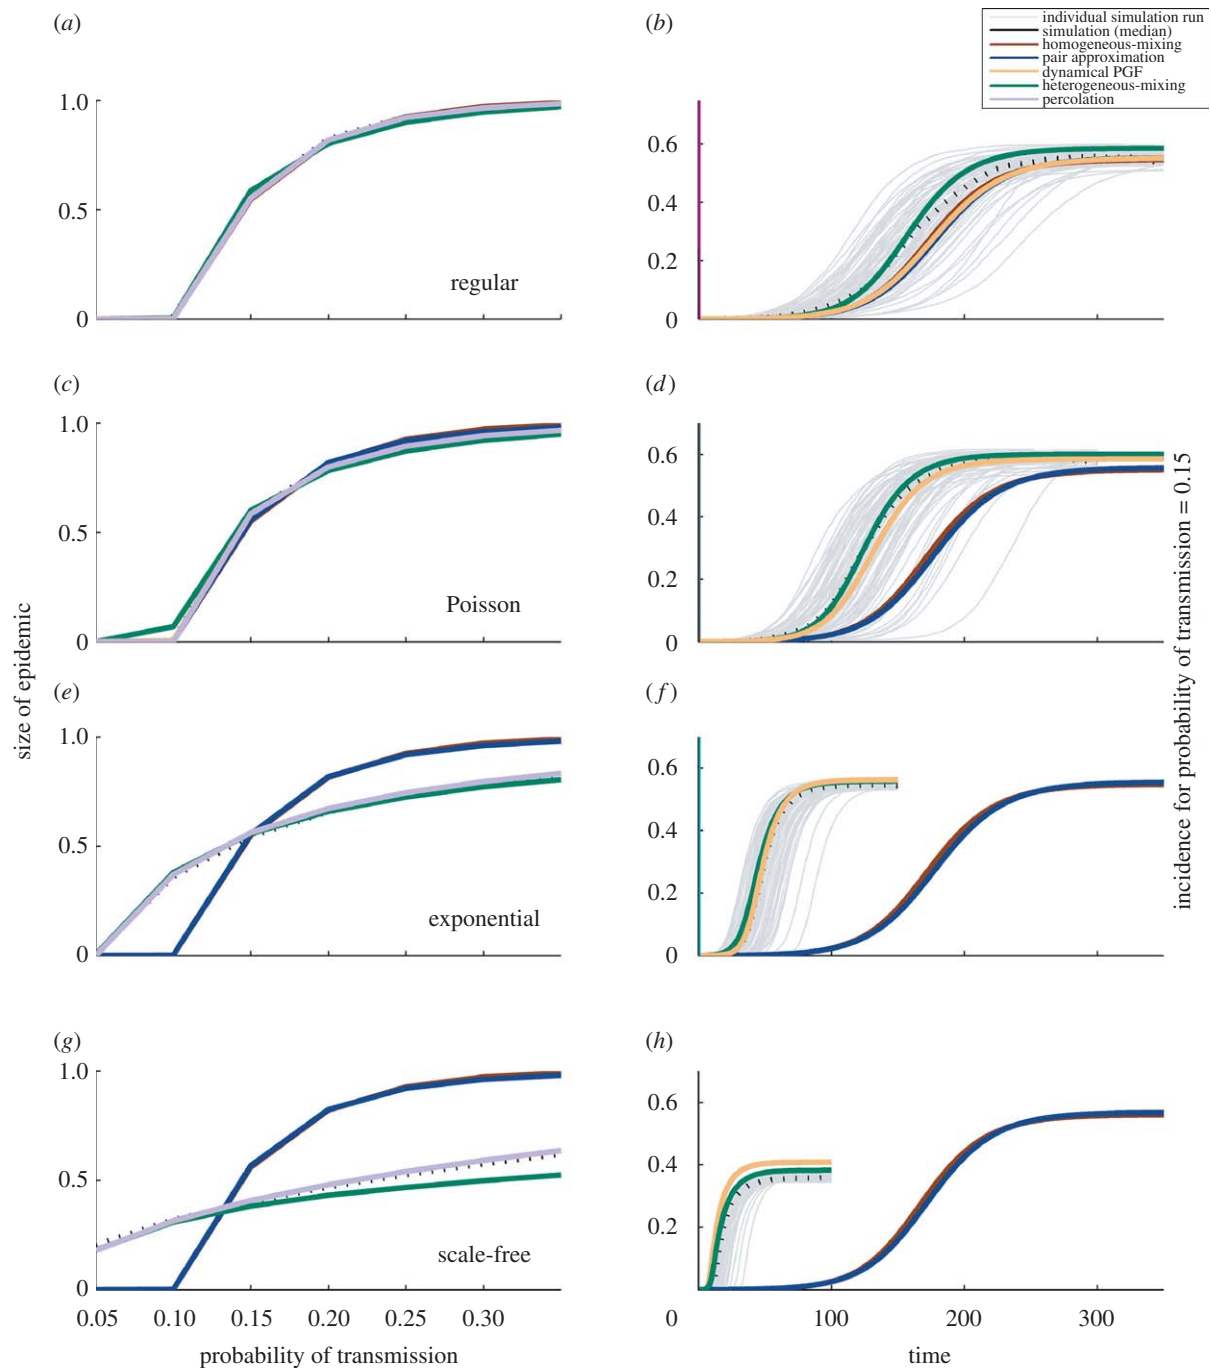 (a)
1.0
0.5
0
regular
(b)
individual simulation run
simulation (median)
homogeneous-mixing
pair approximation
dynamical PGF
heterogeneous-mixing
percolation
0.6
0.4
0.2
0
(c)
1.0
0.5
0
Poisson
(d)
0.6
0.4
0.2
0
(e)
1.0
0.5
0
exponential
(f)
0.6
0.4
0.2
0
(g)
1.0
0.5
0
scale-free
0.05 0.10 0.15 0.20 0.25 0.30
probability of transmission
size of epidemic
(h)
0.6
0.4
0.2
0 100 200 300
time
incidence for probability of transmission = 0.15